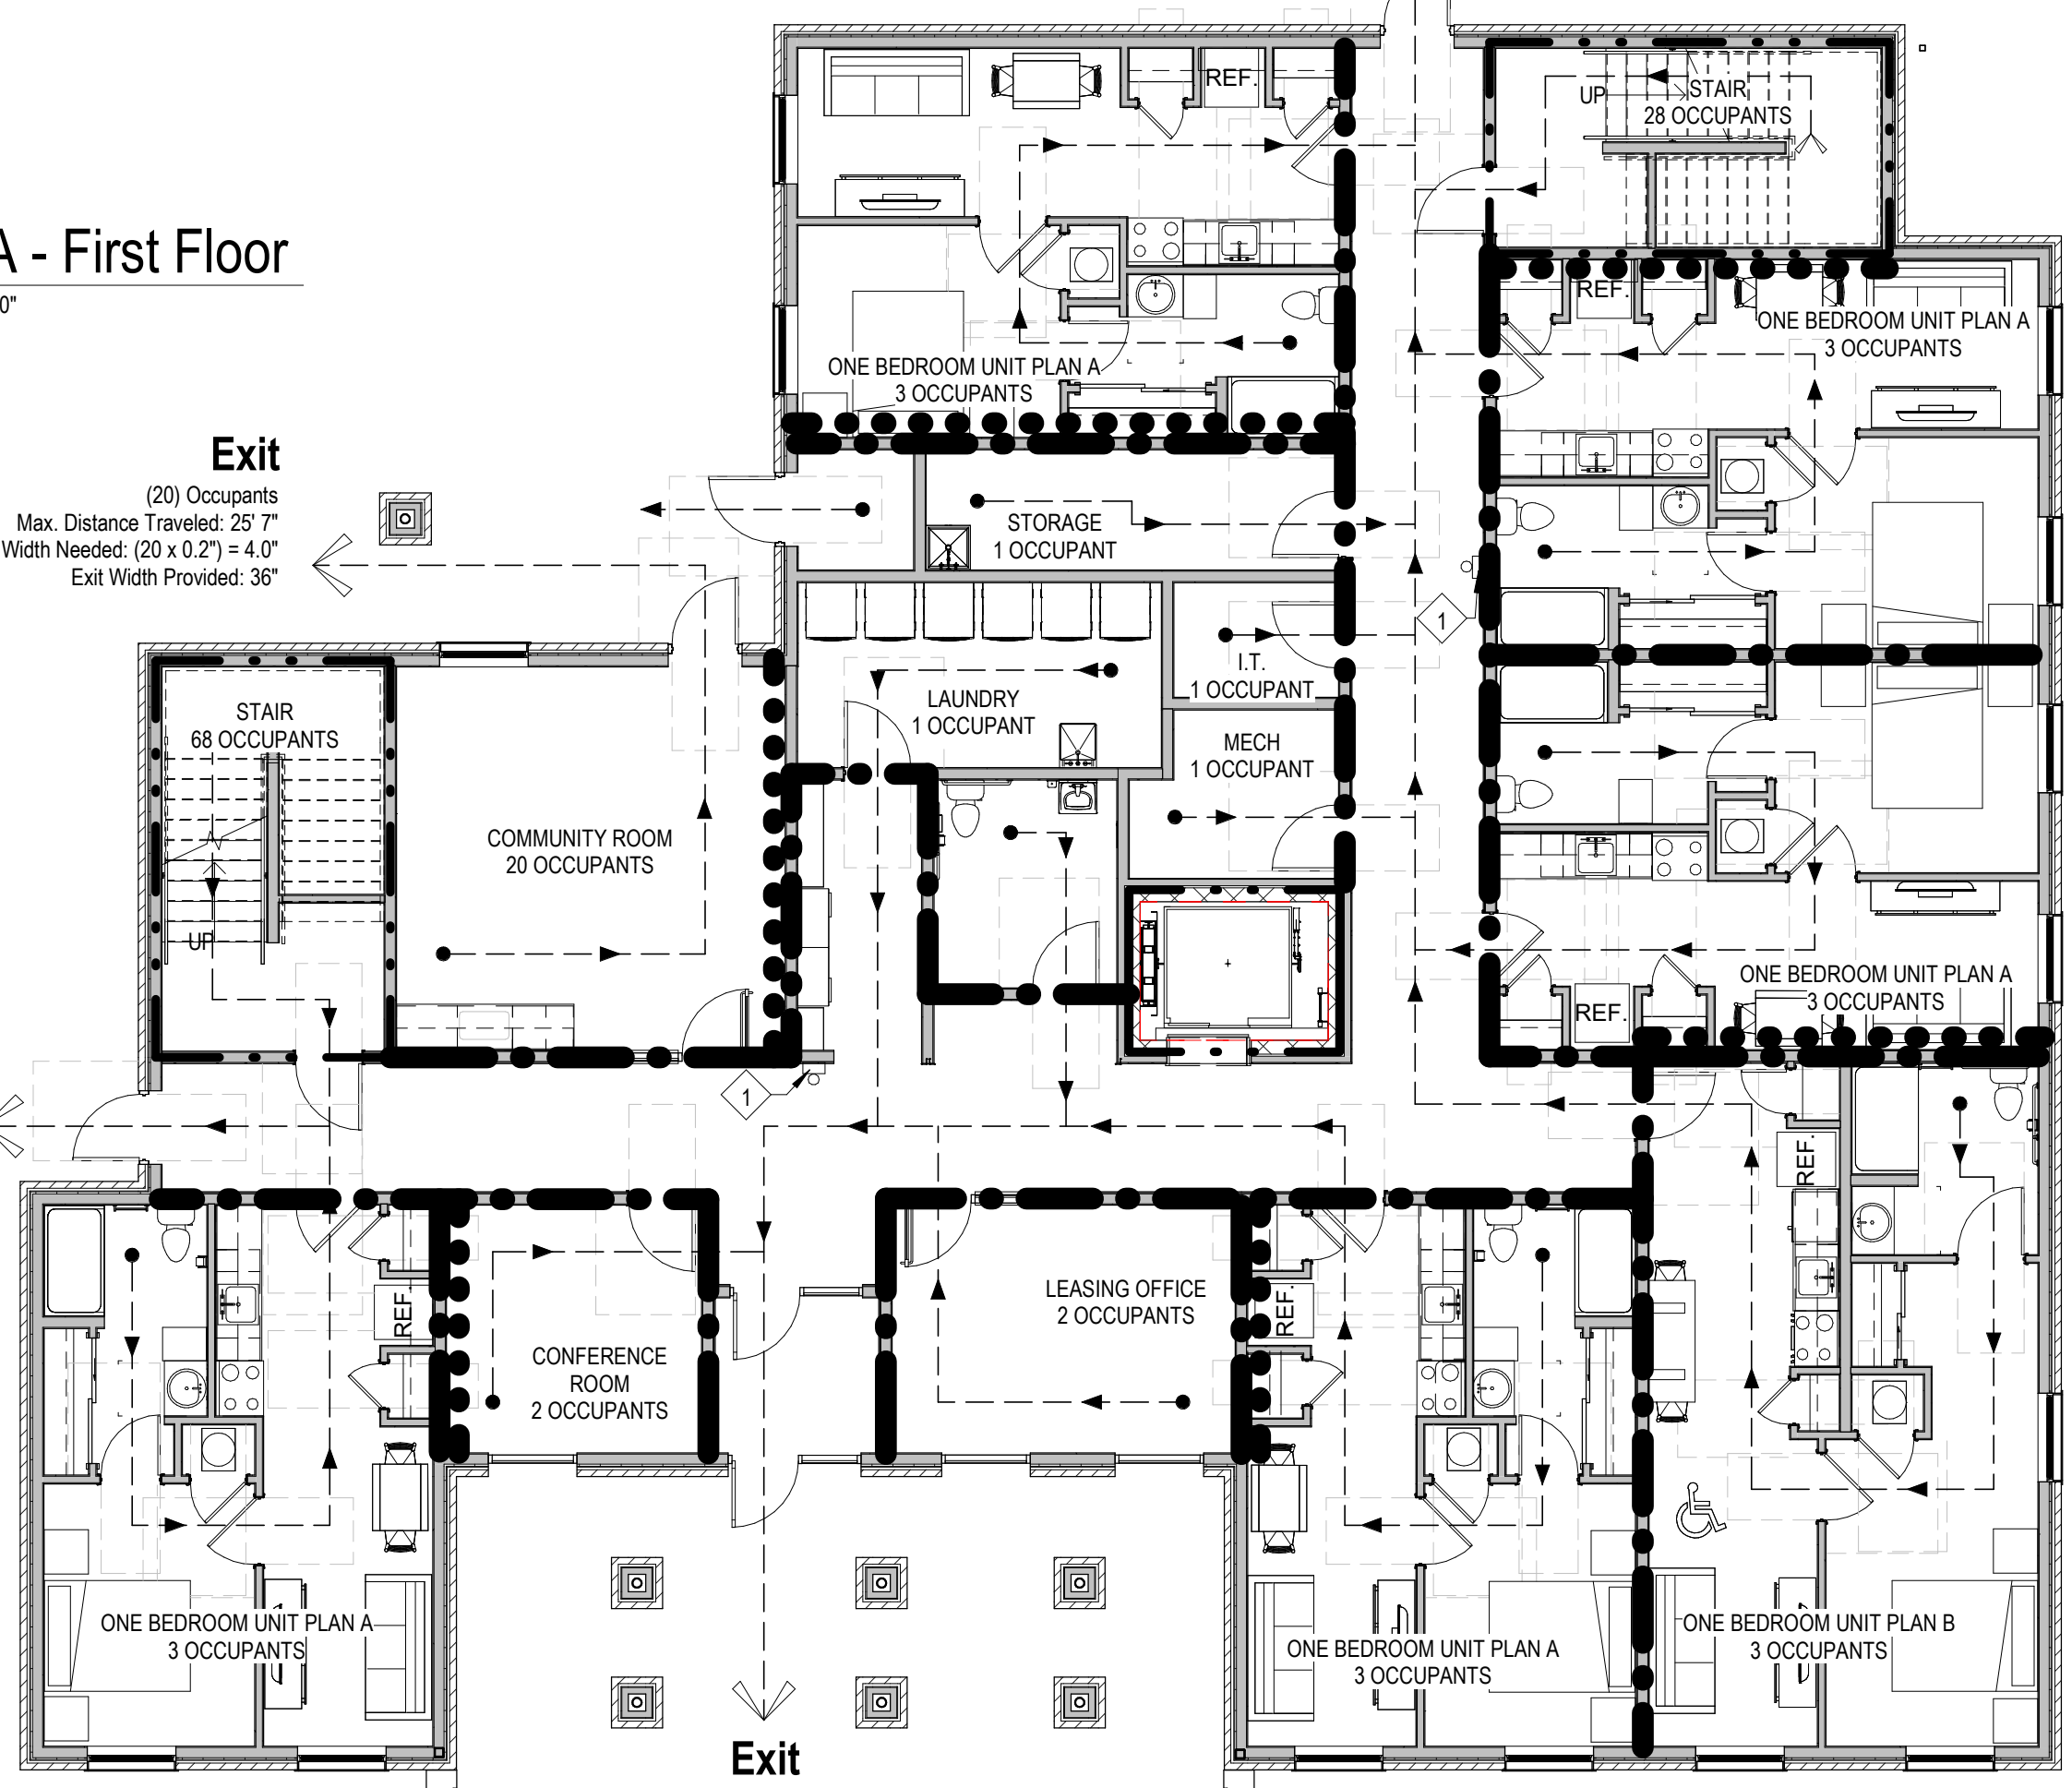 A - First Floor
0"
Exit
(20) Occupants
Max. Distance Traveled: 25' 7"
Width Needed: (20 x 0.2") = 4.0"
Exit Width Provided: 36"
REF.
UP
STAIR
28 OCCUPANTS
ONE BEDROOM UNIT PLAN A
3 OCCUPANTS
REF.
ONE BEDROOM UNIT PLAN A
3 OCCUPANTS
STORAGE
1 OCCUPANT
1
I.T.
1 OCCUPANT
LAUNDRY
1 OCCUPANT
MECH
1 OCCUPANT
STAIR
68 OCCUPANTS
UP
COMMUNITY ROOM
20 OCCUPANTS
ONE BEDROOM UNIT PLAN A
3 OCCUPANTS
REF.
1
REF.
LEASING OFFICE
2 OCCUPANTS
REF.
REF.
CONFERENCE
ROOM
2 OCCUPANTS
ONE BEDROOM UNIT PLAN A
3 OCCUPANTS
ONE BEDROOM UNIT PLAN A
3 OCCUPANTS
ONE BEDROOM UNIT PLAN B
3 OCCUPANTS
Exit